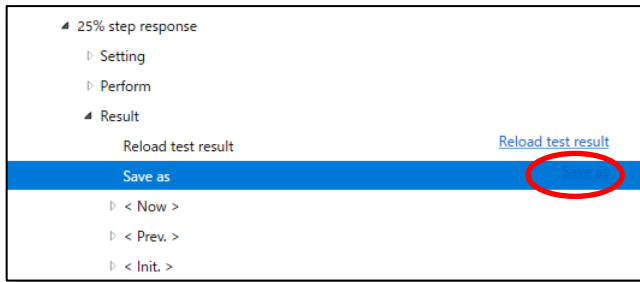 25% step response
Setting
Perform
Result
Reload test result Reload test result
Save as Save as
< Now >
< Prev. >
< Init. >